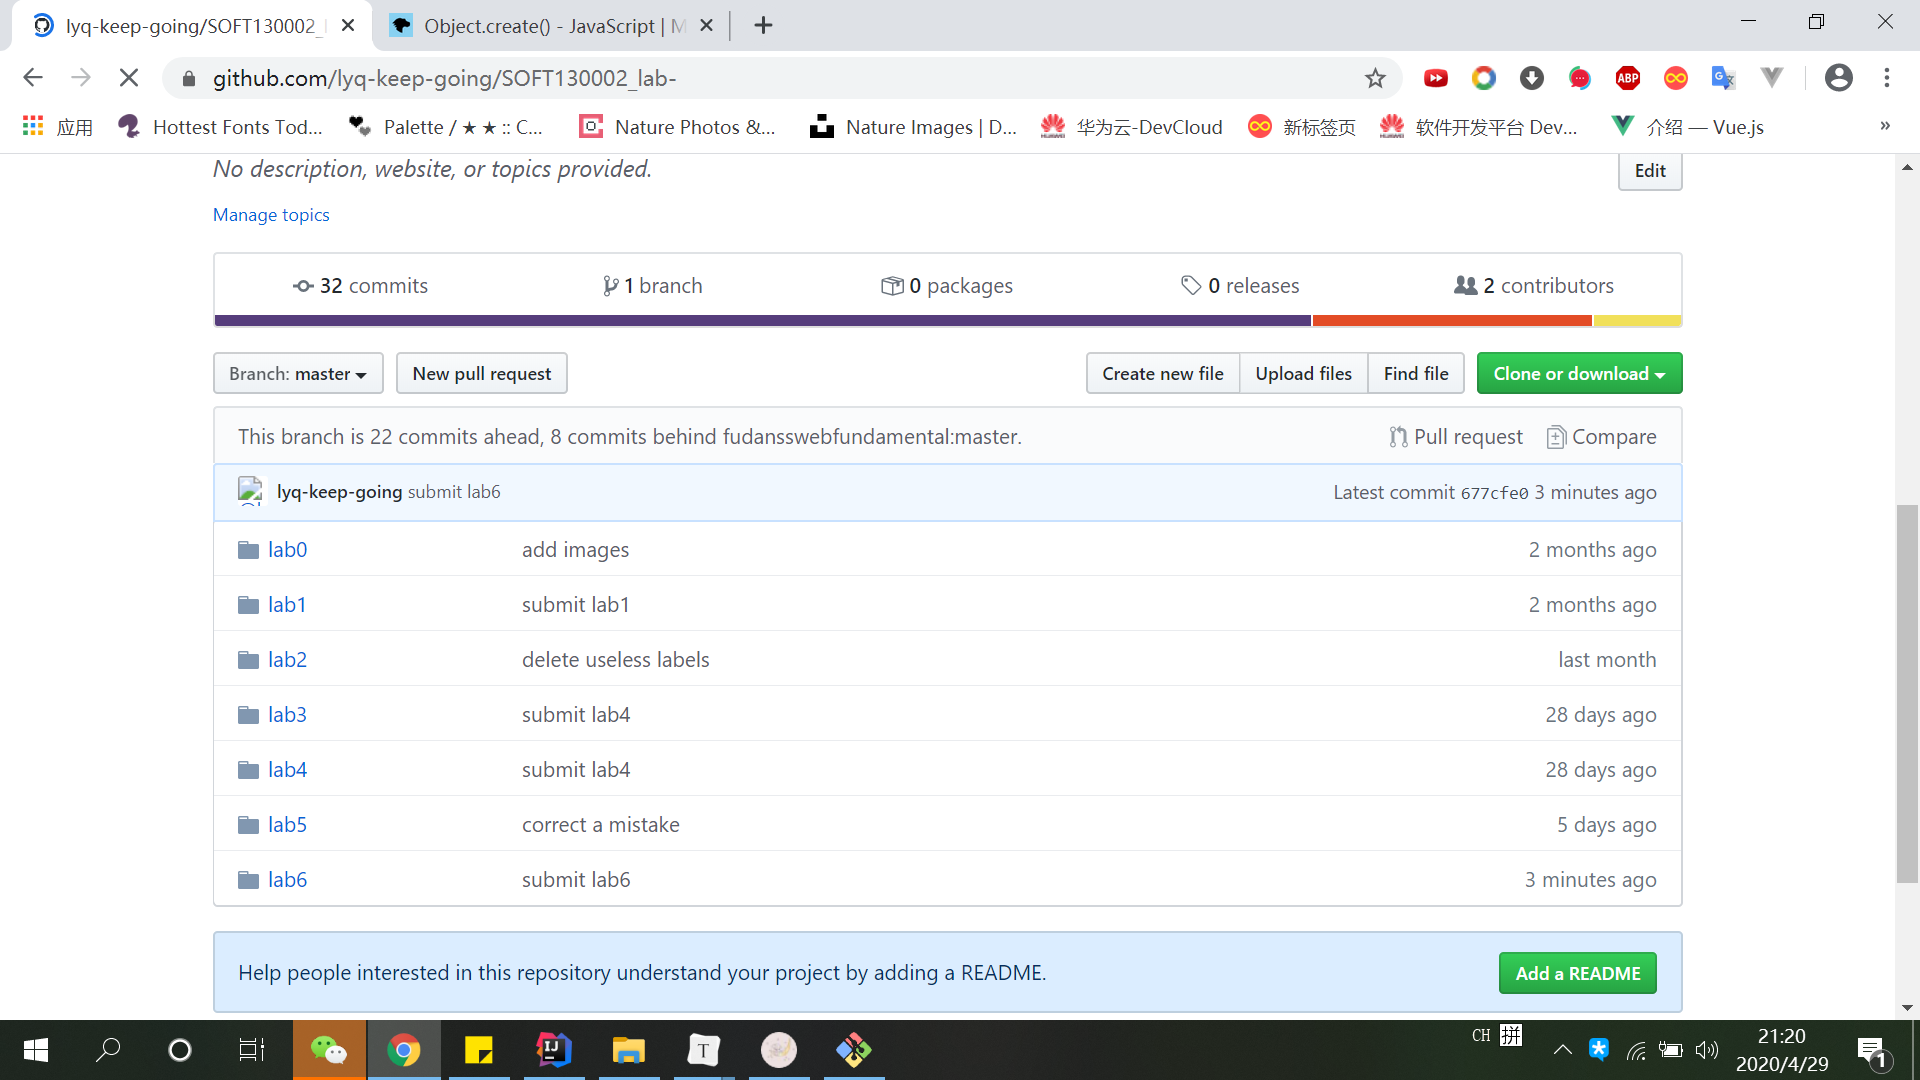 lyq-keep-going/SOFT130002_l
Object.create() - JavaScript | M
github.com/lyq-keep-going/SOFT130002_lab-
ABP
应用
Hottest Fonts Tod...
Palette / ★ ★ :: C...
Nature Photos &...
Nature Images | D...
华为云-DevCloud
新标签页
软件开发平台 Dev...
介绍 — Vue.js
»
No description, website, or topics provided.
Edit
Manage topics
32 commits
1 branch
0 packages
0 releases
2 contributors
Branch: master
New pull request
Create new file
Upload files
Find file
Clone or download
This branch is 22 commits ahead, 8 commits behind fudansswebfundamental:master.
Pull request
Compare
lyq-keep-going submit lab6
Latest commit 677cfe0 3 minutes ago
lab0 add images 2 months ago
lab1 submit lab1 2 months ago
lab2 delete useless labels last month
lab3 submit lab4 28 days ago
lab4 submit lab4 28 days ago
lab5 correct a mistake 5 days ago
lab6 submit lab6 3 minutes ago
Help people interested in this repository understand your project by adding a README.
Add a README
IJ
T
CH 拼
21:20
2020/4/29
1